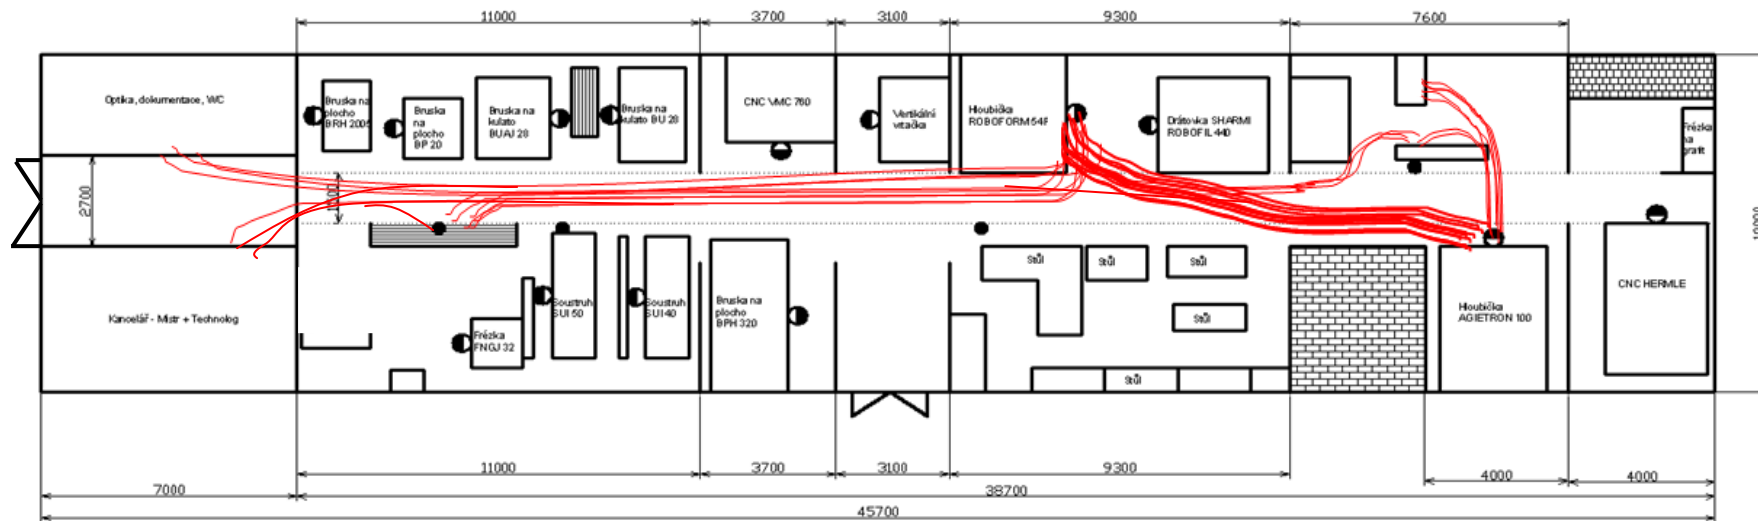 11000
3700
3100
9300
7600
Optika, dokumentace, WC
Bruska na
plocho
BRH 200
Bruska
na
plocho
BP 20
Bruska na
kulato
BUAJ 28
Bruska na
kulato BU 28
CNC VMC 760
Vertikální
vrtačka
Hloubička
ROBOFORM 54
Drátovka SHARMI
ROBOFIL 440
Frézka
na
grafit
2700
Kancelář - Mistr + Technolog
Frézka
FNGJ 32
Soustruh
SUI 50
Soustruh
SUI 40
Bruska na
plocho
BPH 320
Stůl
Stůl
Stůl
Stůl
Stůl
Hloubička
AGIETRON 100
CNC HERMLE
11000
3700
3100
9300
4000
4000
7000
38700
45700